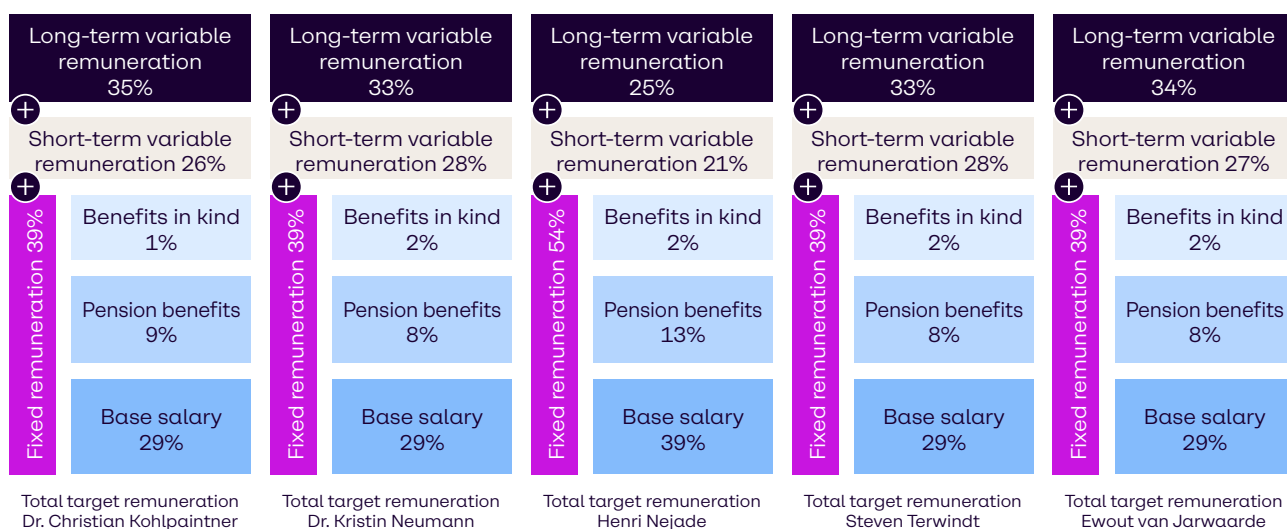 Long-term variable
remuneration
35%
+
Short-term variable
remuneration 26%
+
Fixed remuneration 39%
Benefits in kind
1%
Pension benefits
9%
Base salary
29%
Total target remuneration
Dr. Christian Kohlpaintner
Long-term variable
remuneration
33%
+
Short-term variable
remuneration 28%
+
Fixed remuneration 39%
Benefits in kind
2%
Pension benefits
8%
Base salary
29%
Total target remuneration
Dr. Kristin Neumann
Long-term variable
remuneration
25%
+
Short-term variable
remuneration 21%
+
Fixed remuneration 54%
Benefits in kind
2%
Pension benefits
13%
Base salary
39%
Total target remuneration
Henri Nejade
Long-term variable
remuneration
33%
+
Short-term variable
remuneration 28%
+
Fixed remuneration 39%
Benefits in kind
2%
Pension benefits
8%
Base salary
29%
Total target remuneration
Steven Terwindt
Long-term variable
remuneration
34%
+
Short-term variable
remuneration 27%
+
Fixed remuneration 39%
Benefits in kind
2%
Pension benefits
8%
Base salary
29%
Total target remuneration
Ewout van Jarwaarde